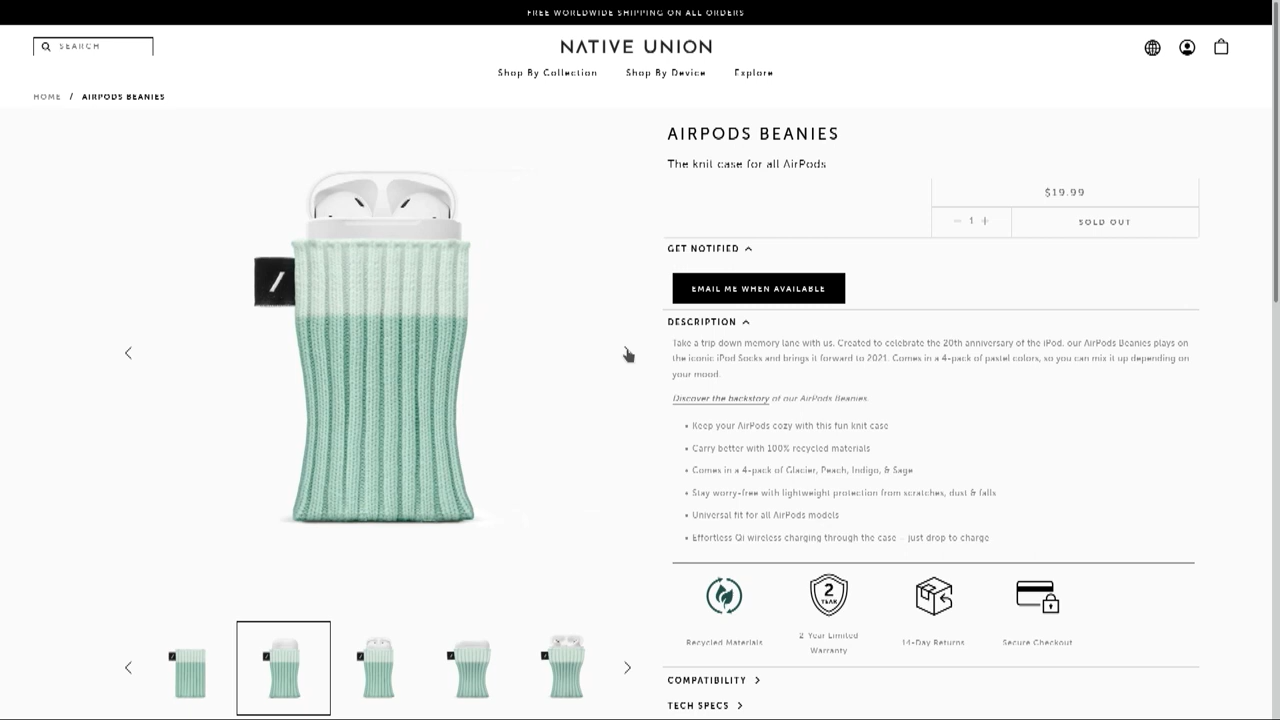 FREE WORLDWIDE SHIPPING ON ALL ORDERS
SEARCH
NATIVE UNION
Shop By Collection Shop By Device Explore
HOME / AIRPODS BEANIES
AIRPODS BEANIES
The knit case for all AirPods
$19.99
1 SOLD OUT
GET NOTIFIED
EMAIL ME WHEN AVAILABLE
DESCRIPTION
Take a trip down memory lane with us. Created to celebrate the 20th anniversary of the iPod, our AirPods Beanies plays on
the iconic iPod Socks and brings it forward to 2021. Comes in a 4-pack of pastel colors, so you can mix it up depending on
your mood.
Discover the backstory of our AirPods Beanies.
• Keep your AirPods cozy with this fun knit case
• Carry better with 100% recycled materials
• Comes in a 4-pack of Glacier, Peach, Indigo, & Sage
• Stay worry-free with lightweight protection from scratches, dust & falls
• Universal fit for all AirPods models
• Effortless Qi wireless charging through the case – just drop to charge
2
YEAR
Recycled Materials
2-Year Limited
Warranty
14-Day Returns
Secure Checkout
COMPATIBILITY
TECH SPECS